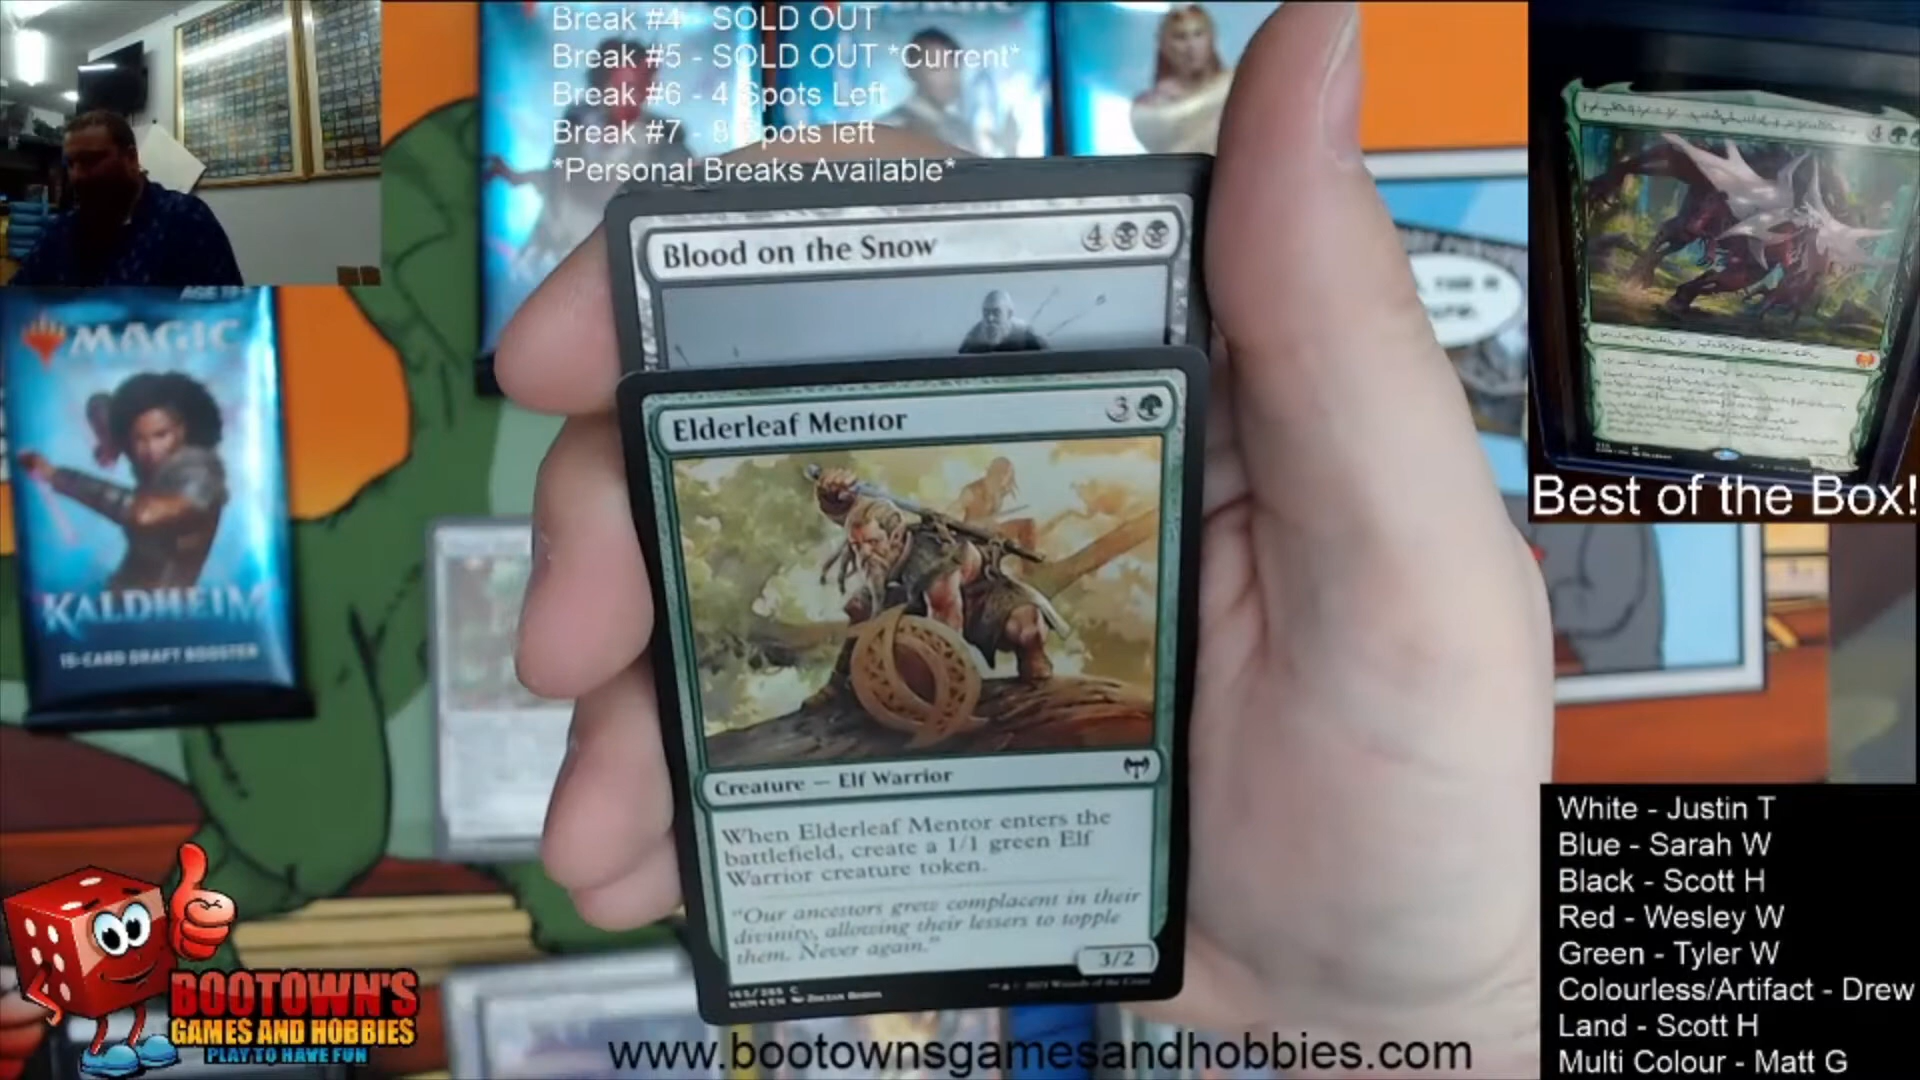 Break #4 - SOLD OUT
Break #5 - SOLD OUT *Current*
Break #6 - 4 Spots Left
Break #7 - 8 Spots left
*Personal Breaks Available*
MAGIC
KALDHEIM
15-CARD DRAFT BOOSTER
Blood on the Snow 4
Elderleaf Mentor 3
Creature — Elf Warrior
When Elderleaf Mentor enters the
battlefield, create a 1/1 green Elf
Warrior creature token.
"Our ancestors grew complacent in their
divinity, allowing their lessers to topple
them. Never again."
3/2
Best of the Box!
White - Justin T
Blue - Sarah W
Black - Scott H
Red - Wesley W
Green - Tyler W
Colourless/Artifact - Drew
Land - Scott H
Multi Colour - Matt G
BOOTOWN'S
GAMES AND HOBBIES
PLAY TO HAVE FUN
www.bootownsgamesandhobbies.com